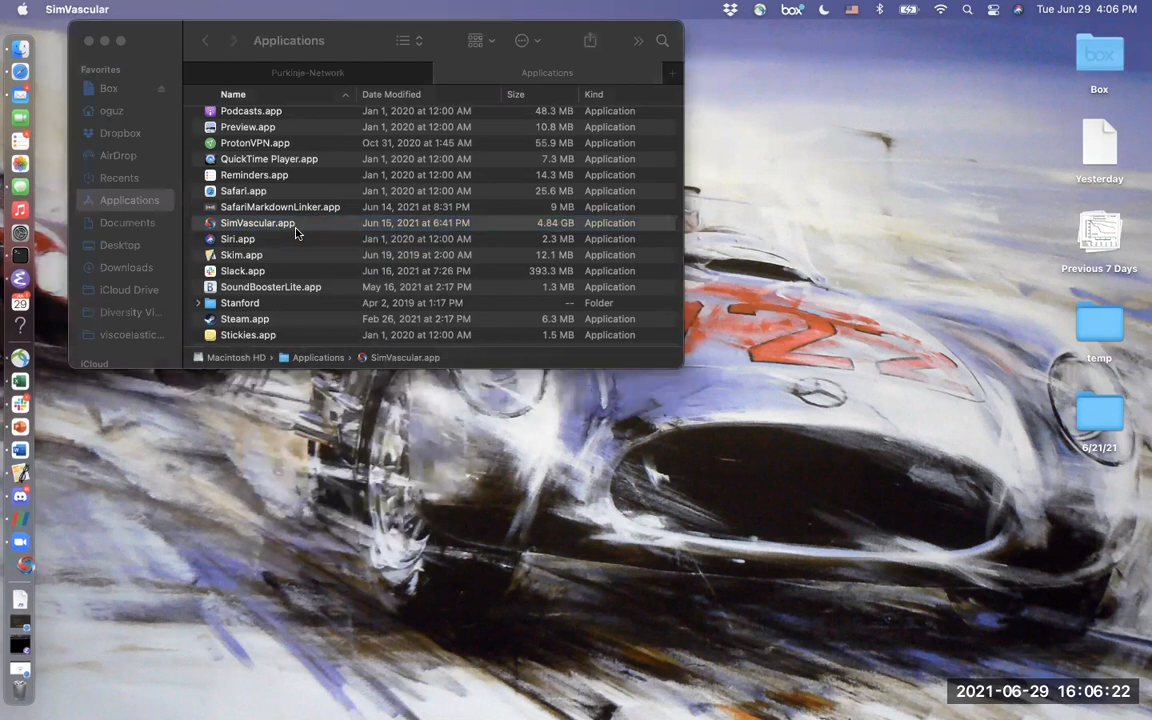 SimVascular
box
Tue Jun 29 4:06 PM
Applications
Purkinje-Network
Applications
Favorites
Box
oguz
Dropbox
AirDrop
Recents
Applications
Documents
Desktop
Downloads
iCloud Drive
Diversity Vi...
viscoelastic...
iCloud
Name Date Modified Size Kind
Podcasts.app Jan 1, 2020 at 12:00 AM 48.3 MB Application
Preview.app Jan 1, 2020 at 12:00 AM 10.8 MB Application
ProtonVPN.app Oct 31, 2020 at 1:45 AM 55.9 MB Application
QuickTime Player.app Jan 1, 2020 at 12:00 AM 7.3 MB Application
Reminders.app Jan 1, 2020 at 12:00 AM 14.3 MB Application
Safari.app Jan 1, 2020 at 12:00 AM 25.6 MB Application
SafariMarkdownLinker.app Jun 14, 2021 at 8:31 PM 9 MB Application
SimVascular.app Jun 15, 2021 at 6:41 PM 4.84 GB Application
Siri.app Jan 1, 2020 at 12:00 AM 2.3 MB Application
Skim.app Jun 19, 2019 at 2:00 AM 12.1 MB Application
Slack.app Jun 16, 2021 at 7:26 PM 393.3 MB Application
SoundBoosterLite.app May 16, 2021 at 2:17 PM 1.3 MB Application
Stanford Apr 2, 2019 at 1:17 PM -- Folder
Steam.app Feb 26, 2021 at 2:17 PM 6.3 MB Application
Stickies.app Jan 1, 2020 at 12:00 AM 1.5 MB Application
Macintosh HD › Applications › SimVascular.app
box
Box
Yesterday
Previous 7 Days
temp
6/21/21
29
2021-06-29 16:06:22